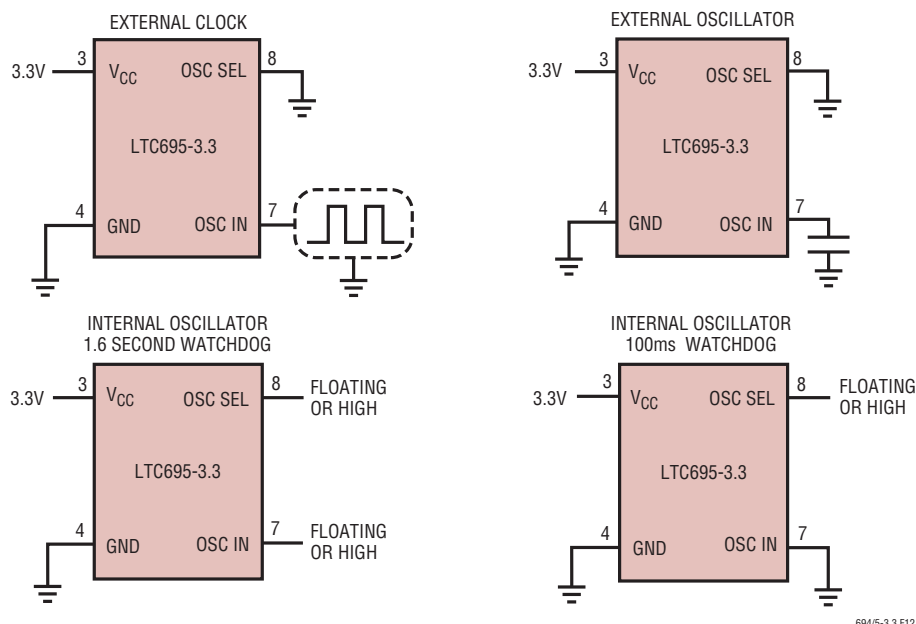 EXTERNAL CLOCK
3.3V
3
VCC
OSC SEL
8
LTC695-3.3
4
GND
OSC IN
7
EXTERNAL OSCILLATOR
3.3V
3
VCC
OSC SEL
8
LTC695-3.3
4
GND
OSC IN
7
INTERNAL OSCILLATOR
1.6 SECOND WATCHDOG
3.3V
3
VCC
OSC SEL
8
FLOATING
OR HIGH
LTC695-3.3
4
GND
OSC IN
7
FLOATING
OR HIGH
INTERNAL OSCILLATOR
100ms WATCHDOG
3.3V
3
VCC
OSC SEL
8
FLOATING
OR HIGH
LTC695-3.3
4
GND
OSC IN
7
694/5-3.3 F12